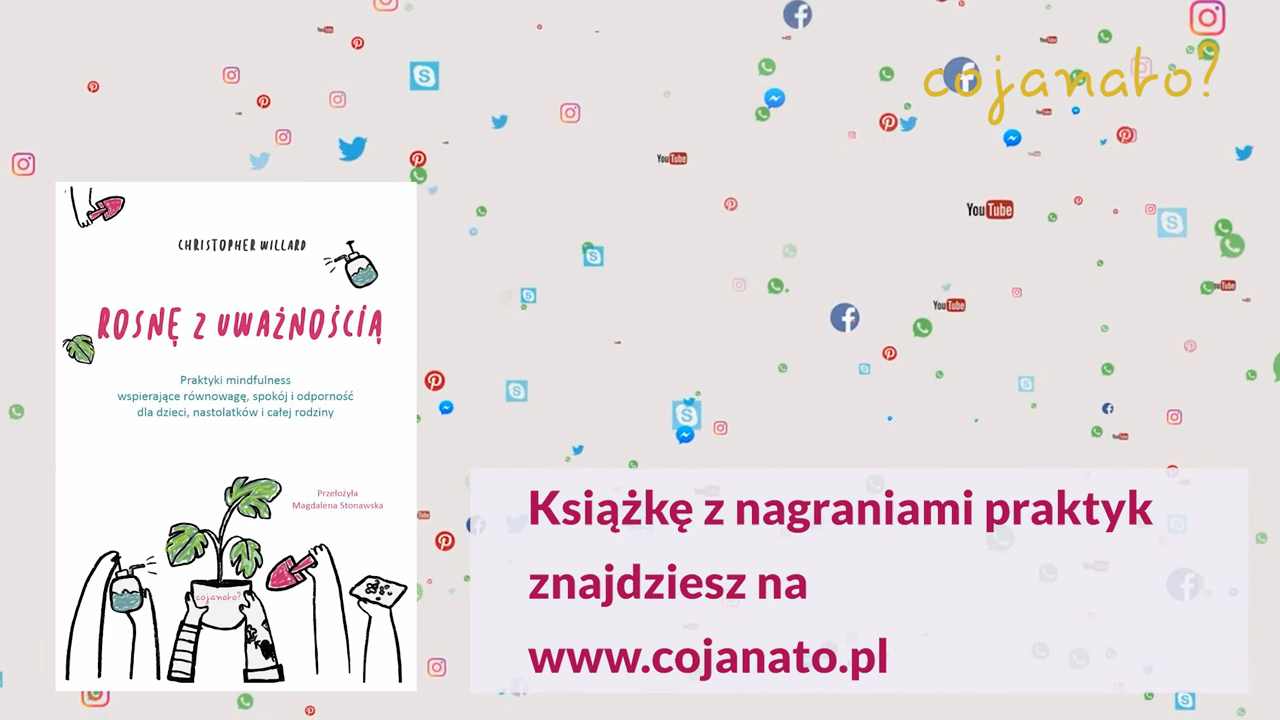 cojanato?
CHRISTOPHER WILLARD
ROSNĘ Z UWAŻNOŚCIĄ
Praktyki mindfulness
wspierające równowagę, spokój i odporność
dla dzieci, nastolatków i całej rodziny
Przełożyła
Magdalena Stonawska
cojanato?
Książkę z nagraniami praktyk
znajdziesz na
www.cojanato.pl
YouTube
YouTube
YouTube